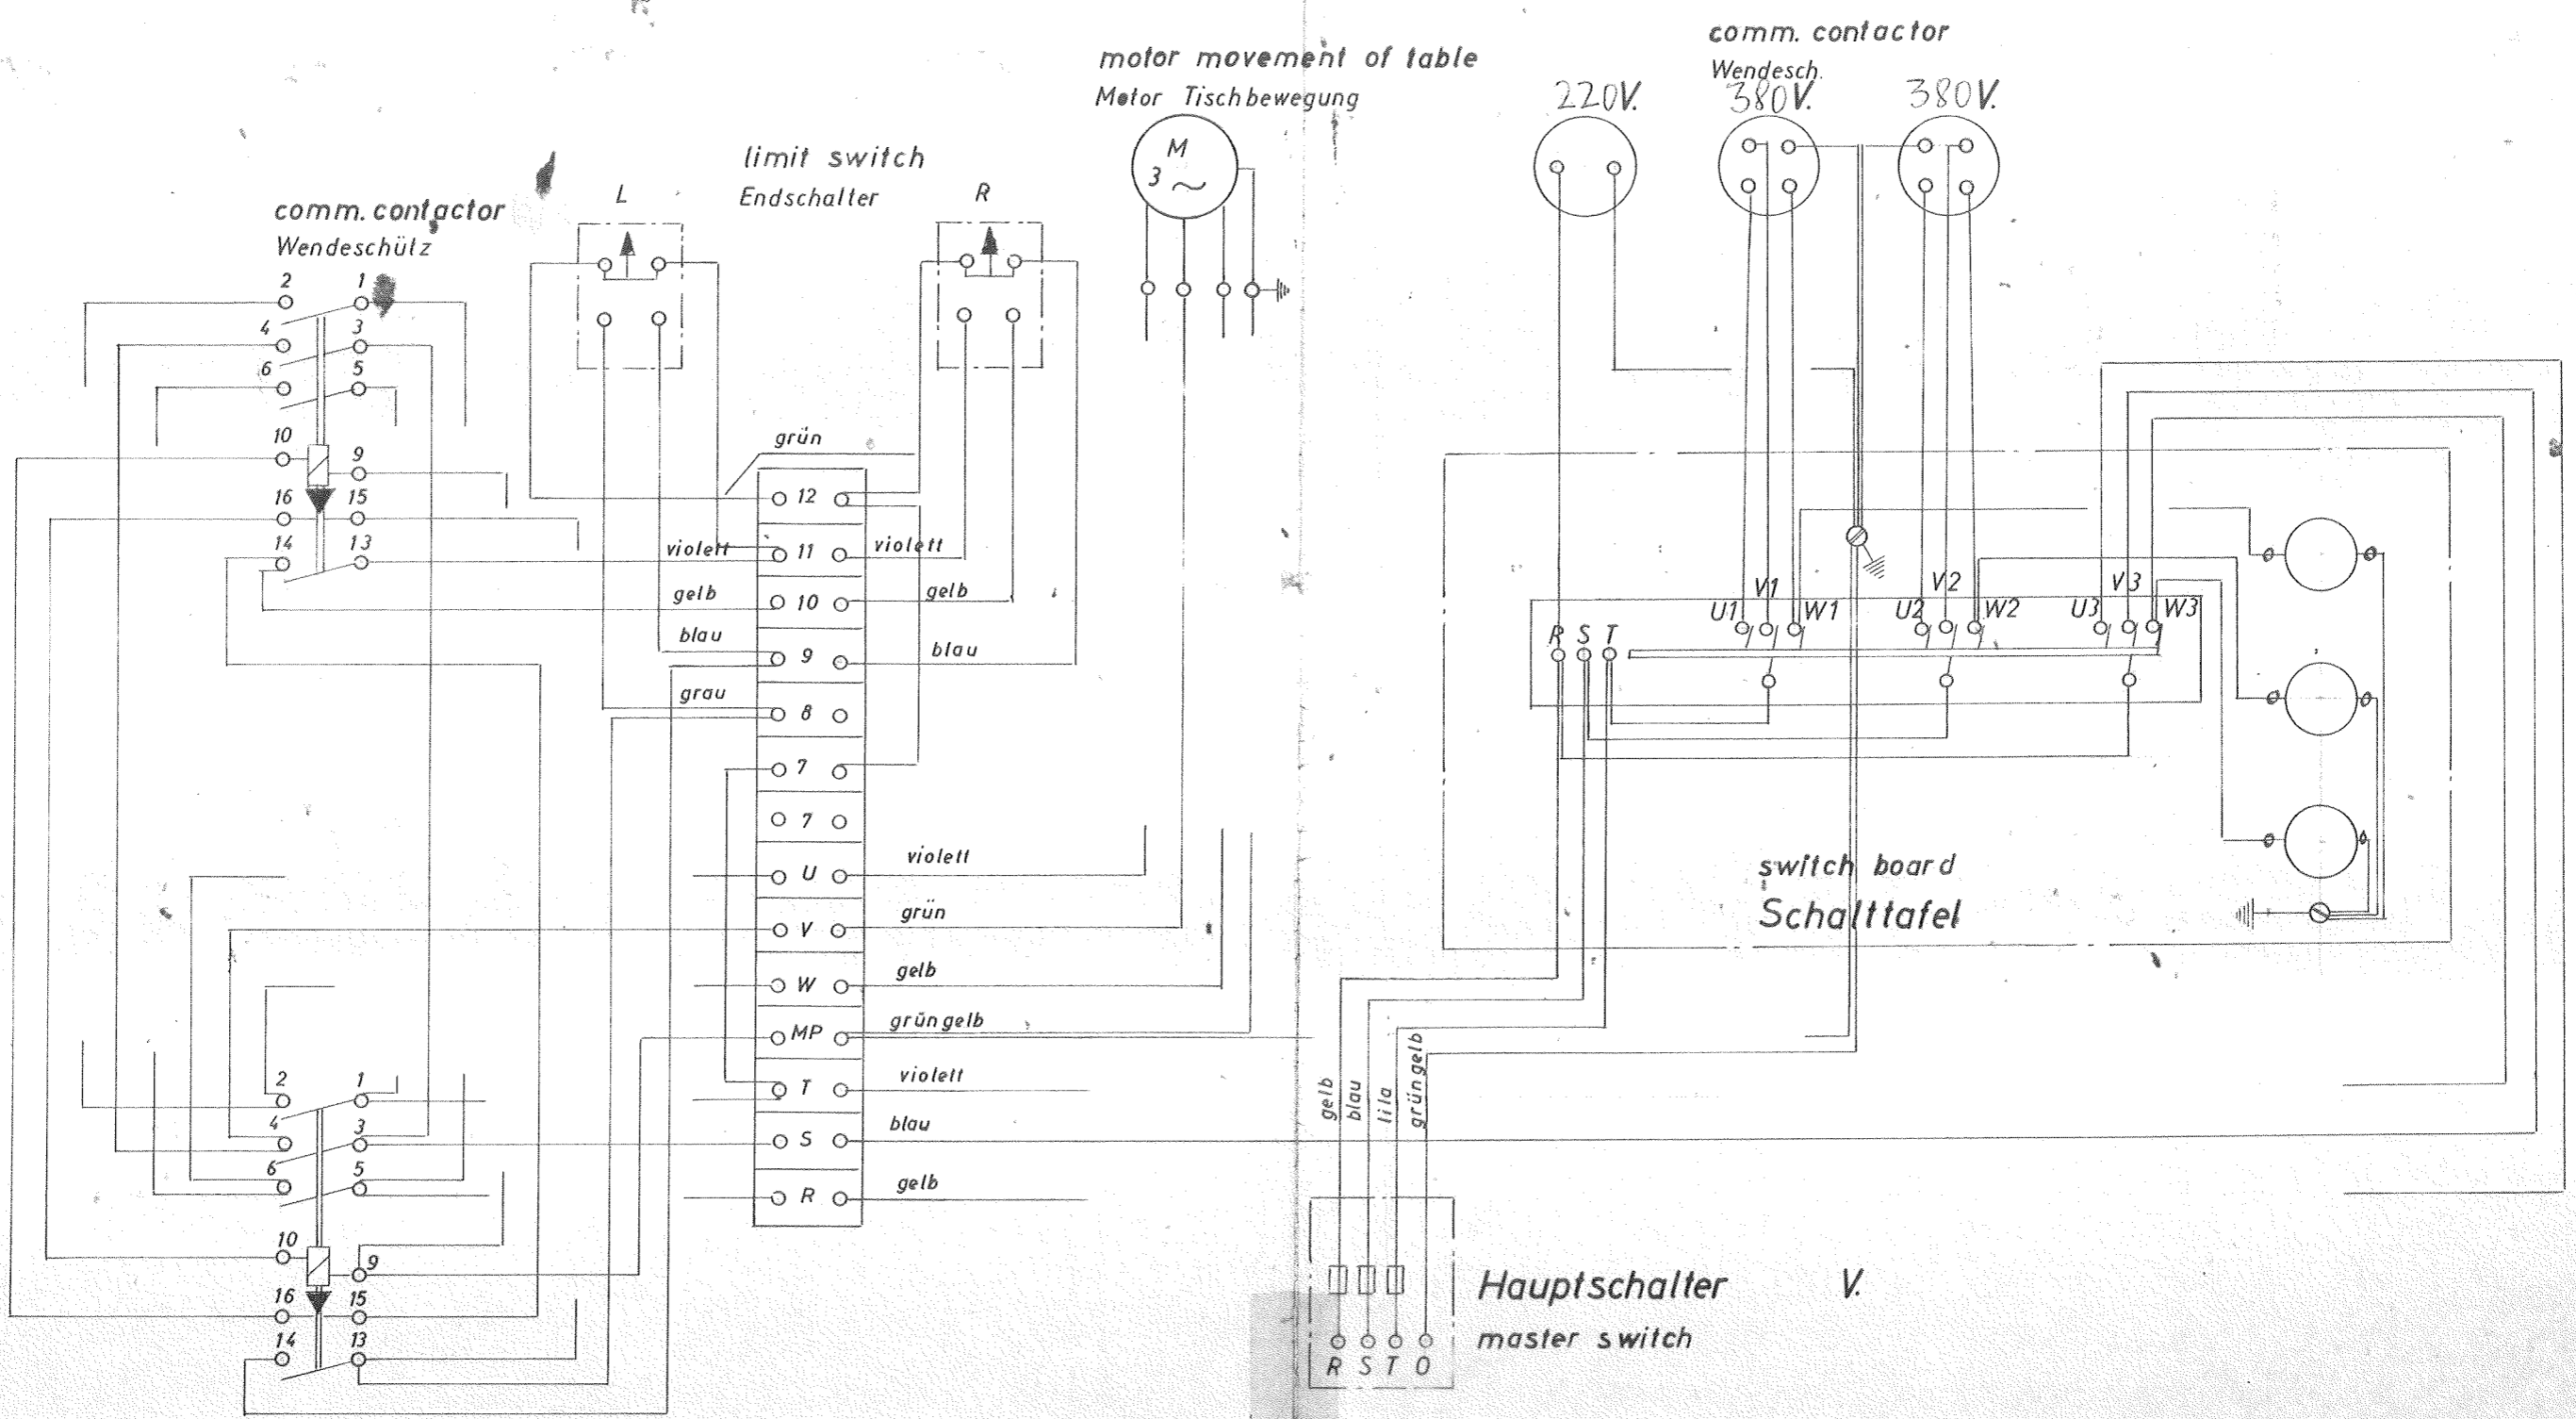 comm. contactor
Wendesch.
motor movement of table
Motor Tischbewegung
220V.
380V.
380V.
M
3 ~
limit switch
Endschalter
L
R
comm. contactor
Wendeschütz
2
1
4
3
6
5
10
9
16
15
14
13
grün
12
violett
11
violett
gelb
10
gelb
blau
9
blau
grau
8
7
7
U
violett
V
grün
W
gelb
MP
grüngelb
T
violett
S
blau
R
gelb
2
1
4
3
6
5
10
9
16
15
14
13
R S T
U1
V1
W1
U2
V2
W2
U3
V3
W3
switch board
Schalttafel
gelb
blau
lila
grüngelb
Hauptschalter V.
master switch
R S T O